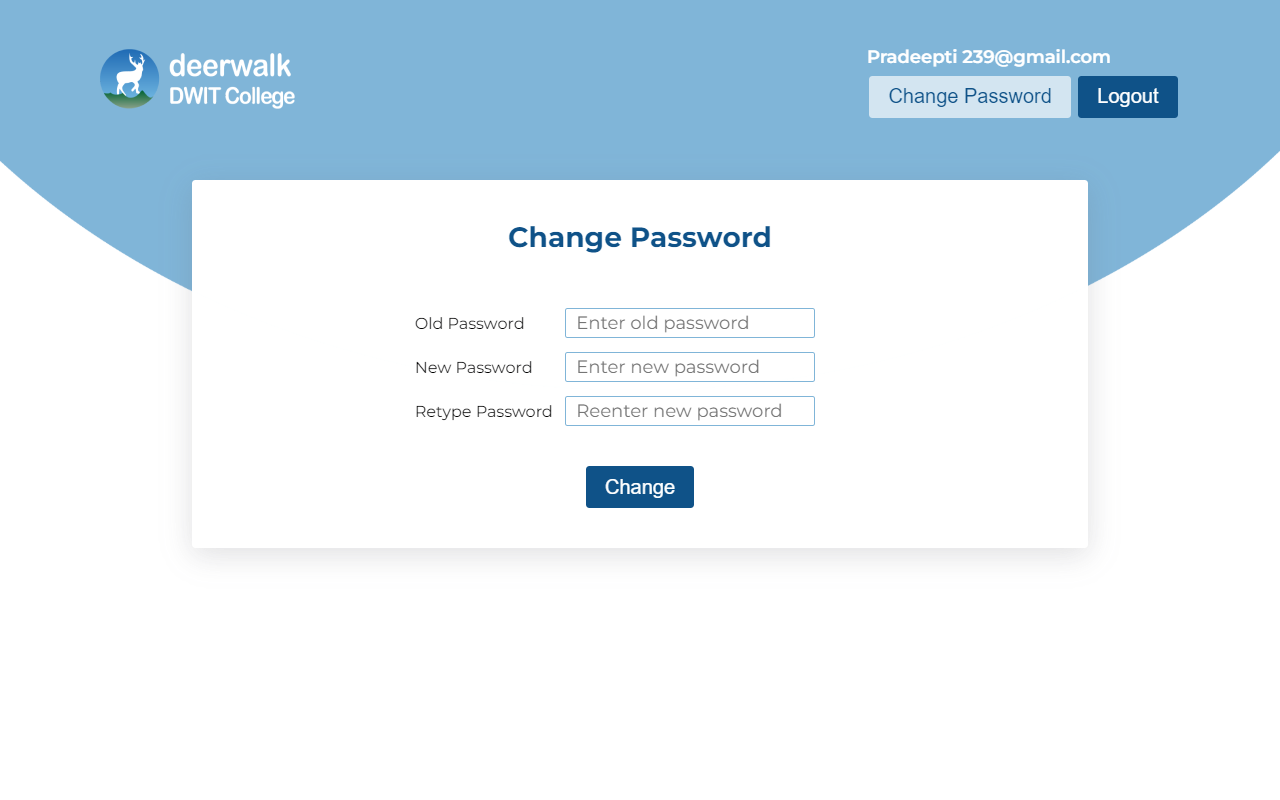 deerwalk
DWIT College
Pradeepti 239@gmail.com
Change Password
Logout
Change Password
Old Password
Enter old password
New Password
Enter new password
Retype Password
Reenter new password
Change